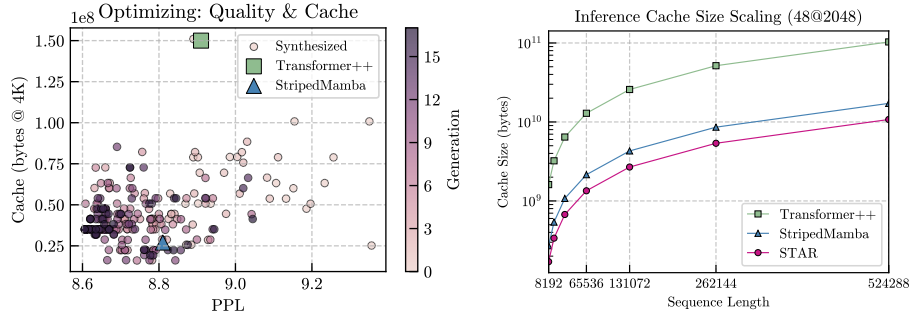 Optimizing: Quality & Cache
1e8
Cache (bytes @ 4K)
1.50
1.25
1.00
0.75
0.50
0.25
8.6
8.8
9.0
9.2
PPL
Synthesized
Transformer++
StripedMamba
15
12
9
6
3
0
Generation
Inference Cache Size Scaling (48@2048)
Cache Size (bytes)
10^11
10^10
10^9
8192
65536
131072
262144
524288
Sequence Length
Transformer++
StripedMamba
STAR